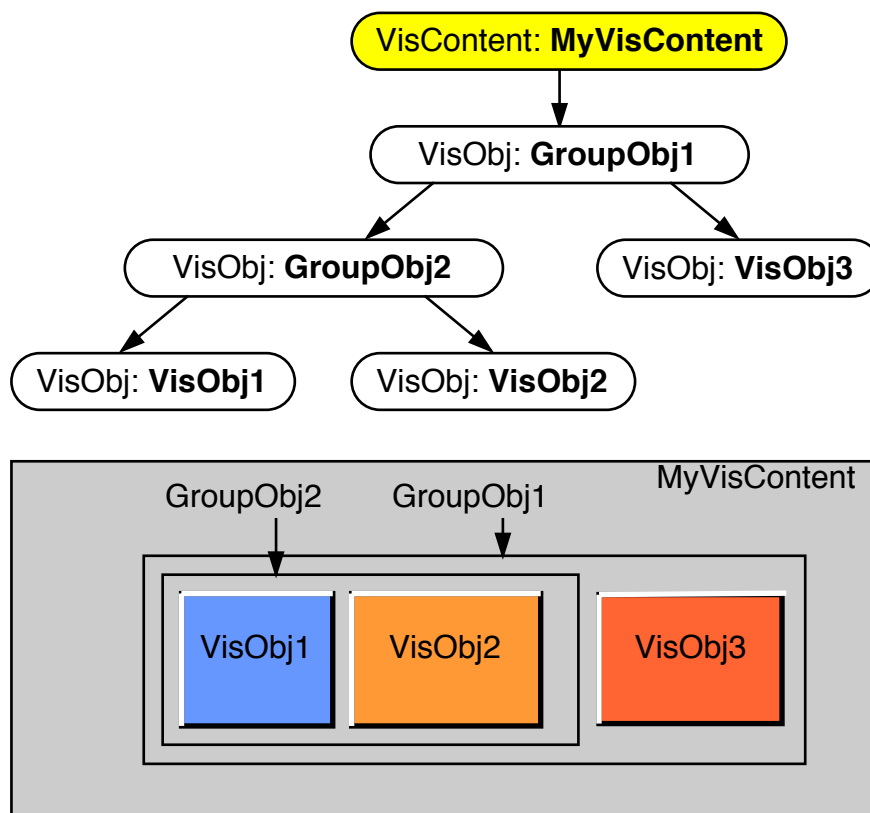 VisContent: MyVisContent
VisObj: GroupObj1
VisObj: GroupObj2
VisObj: VisObj3
VisObj: VisObj1
VisObj: VisObj2
MyVisContent
GroupObj2
GroupObj1
VisObj1
VisObj2
VisObj3